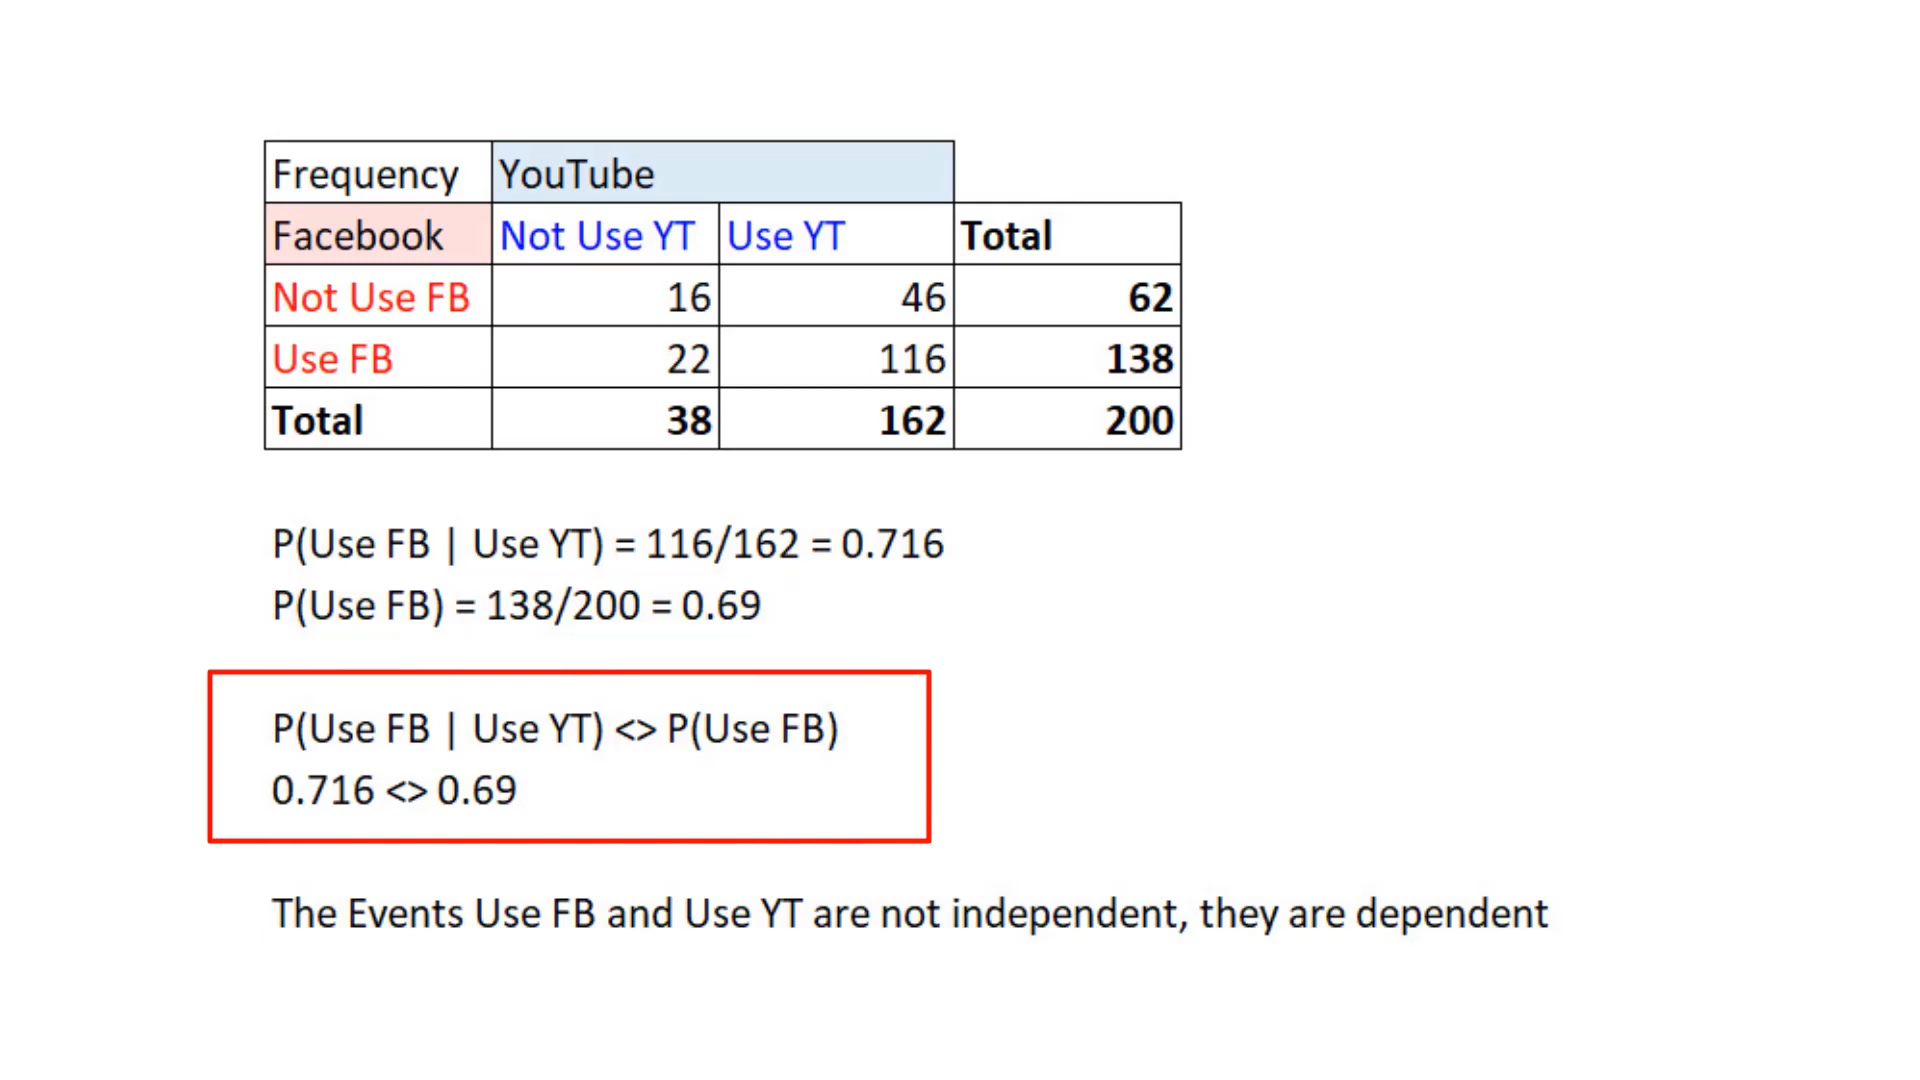 Frequency YouTube
Facebook Not Use YT Use YT Total
Not Use FB 16 46 62
Use FB 22 116 138
Total 38 162 200
P(Use FB | Use YT) = 116/162 = 0.716
P(Use FB) = 138/200 = 0.69
P(Use FB | Use YT) <> P(Use FB)
0.716 <> 0.69
The Events Use FB and Use YT are not independent, they are dependent